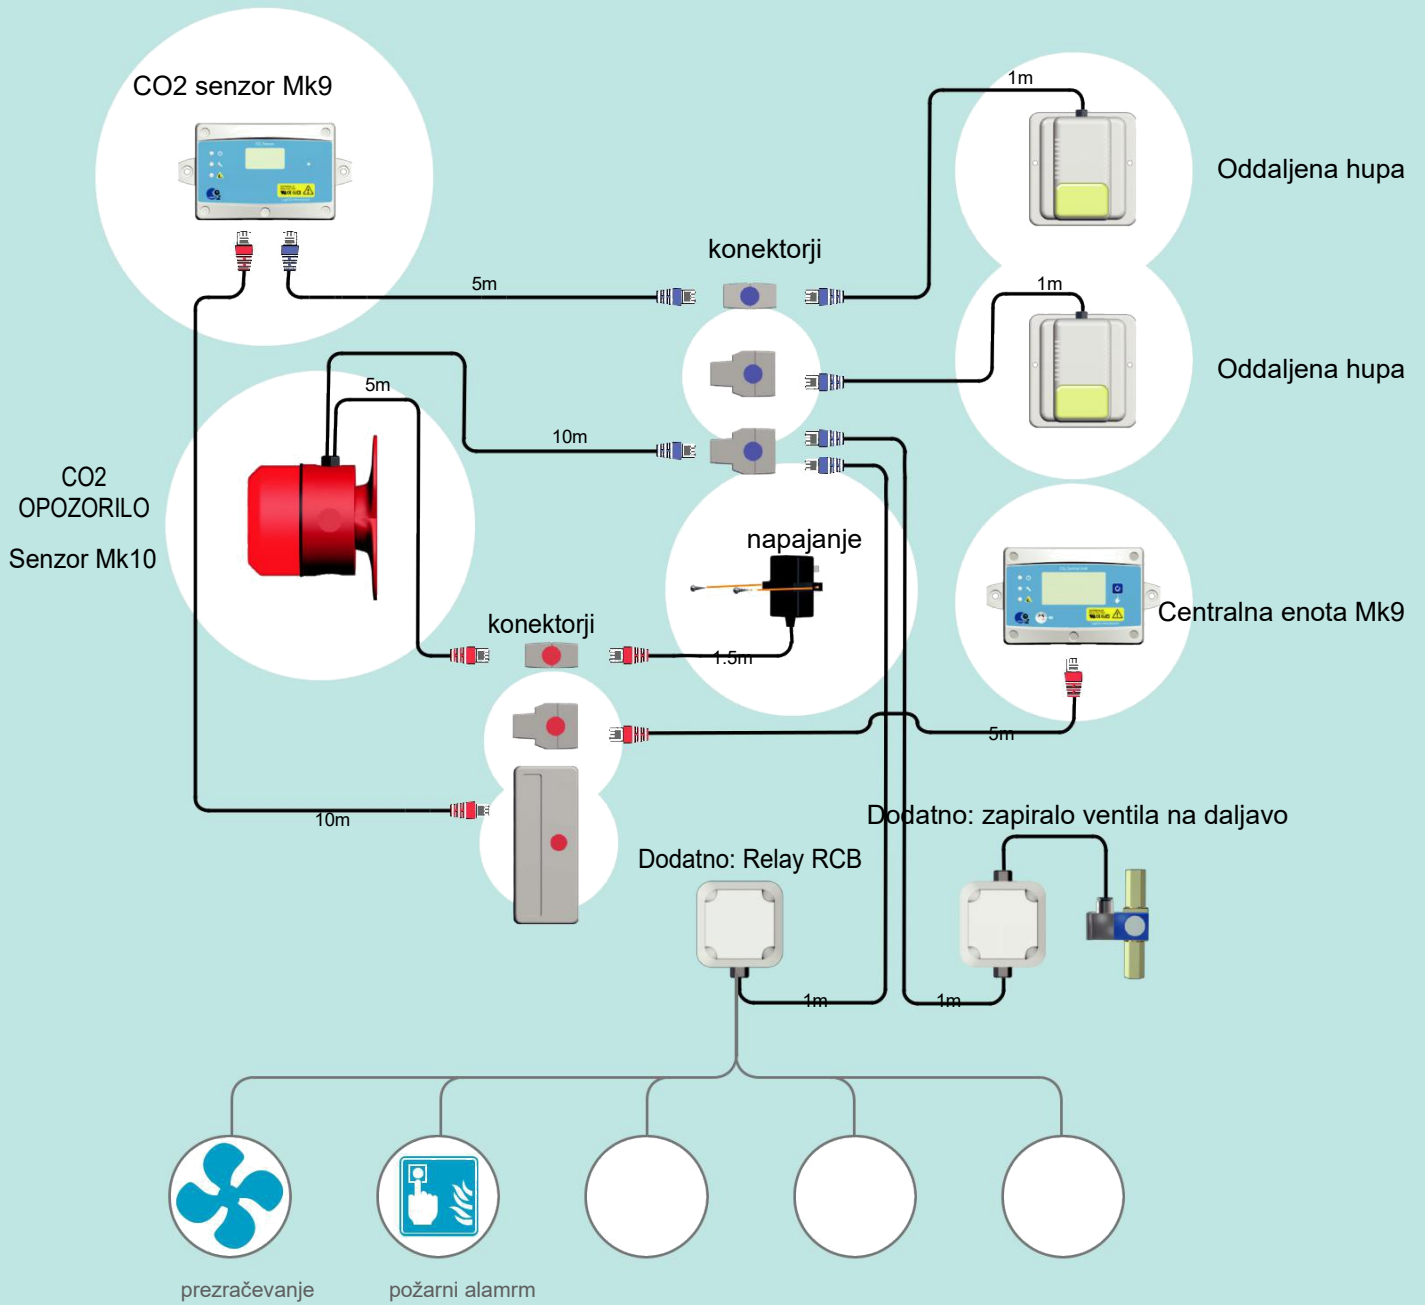 CO2 senzor Mk9
1m
Oddaljena hupa
konektorji
5m
1m
Oddaljena hupa
5m
10m
CO2
OPOZORILO
Senzor Mk10
napajanje
Centralna enota Mk9
konektorji
1.5m
5m
10m
Dodatno: zapiralo ventila na daljavo
Dodatno: Relay RCB
1m
1m
prezračevanje
požarni alamrm